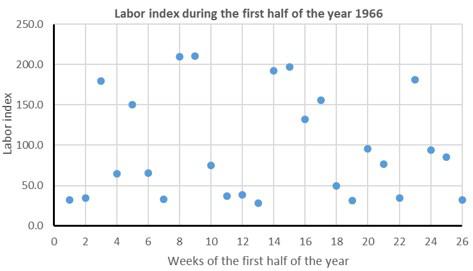 Labor index during the first half of the year 1966
250.0
200.0
150.0
100.0
50.0
0.0
Labor index
0 2 4 6 8 10 12 14 16 18 20 22 24 26
Weeks of the first half of the year